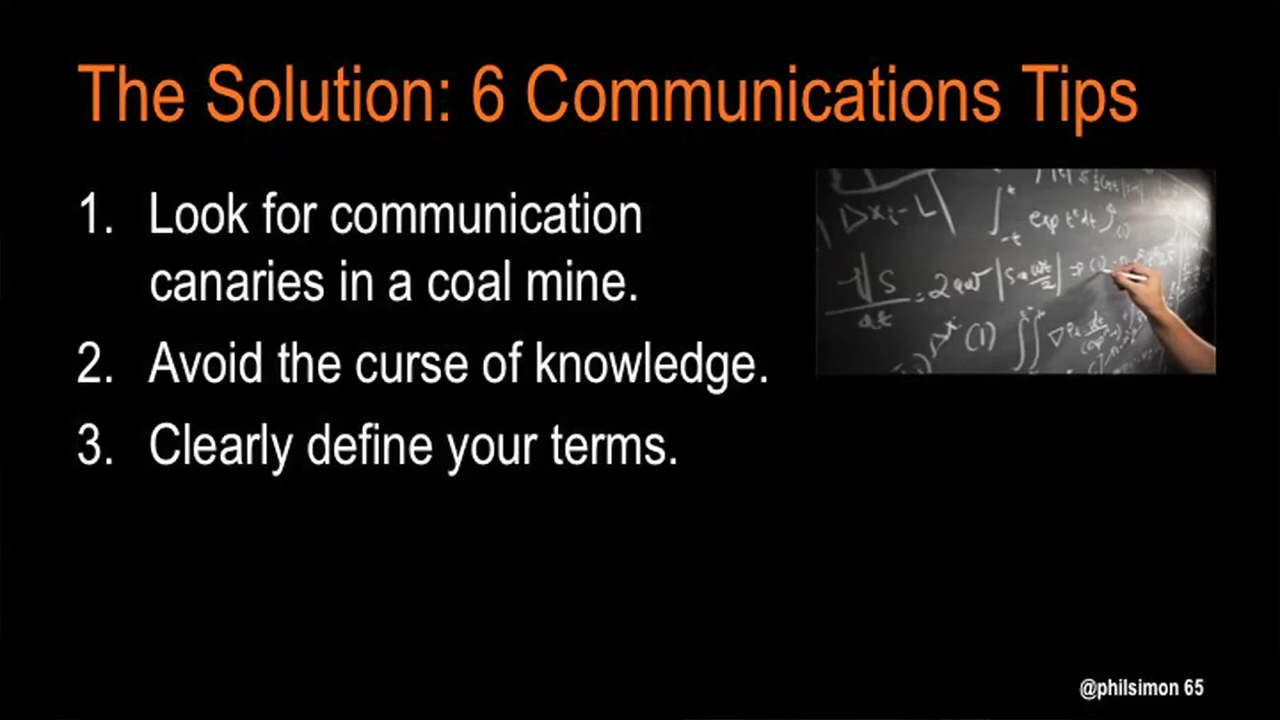 The Solution: 6 Communications Tips
1. Look for communication
canaries in a coal mine.
2. Avoid the curse of knowledge.
3. Clearly define your terms.
@philsimon 65